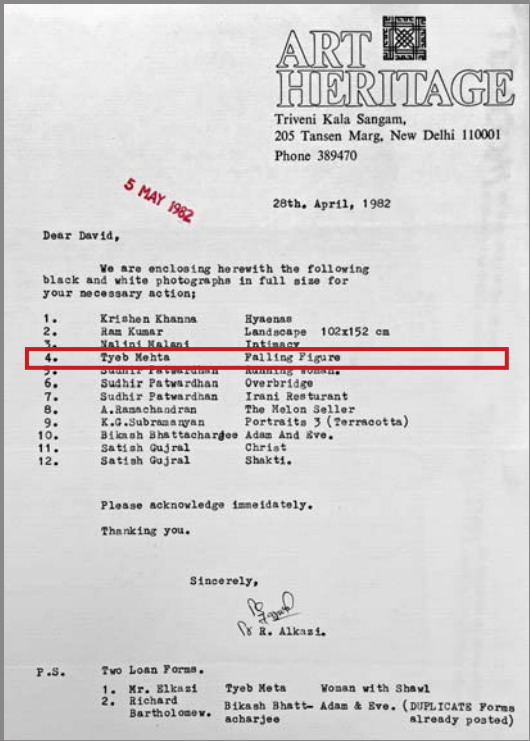 ART
HERITAGE
Triveni Kala Sangam,
205 Tansen Marg, New Delhi 110001
Phone 389470
5 MAY 1982
28th. April, 1982
Dear David,
We are enclosing herewith the following
black and white photographs in full size for
your necessary action;
1. Krishen Khanna Hyaenas
2. Ram Kumar Landscape 102x152 cm
3. Nalini Malani Intimacy
4. Tyeb Mehta Falling Figure
5. Sudhir Patwardhan Running Woman.
6. Sudhir Patwardhan Overbridge
7. Sudhir Patwardhan Irani Resturant
8. A.Ramachandran The Melon Seller
9. K.G.Subramanyan Portraits 3 (Terracotta)
10. Bikash Bhattacharjee Adam And Eve.
11. Satish Gujral Christ
12. Satish Gujral Shakti.
Please acknowledge immeidately.
Thanking you.
Sincerely,
R. Alkazi.
P.S. Two Loan Forms.
1. Mr. Elkazi Tyeb Meta Woman with Shawl
2. Richard Bikash Bhatt- Adam & Eve. (DUPLICATE Forms
Bartholomew. acharjee already posted)